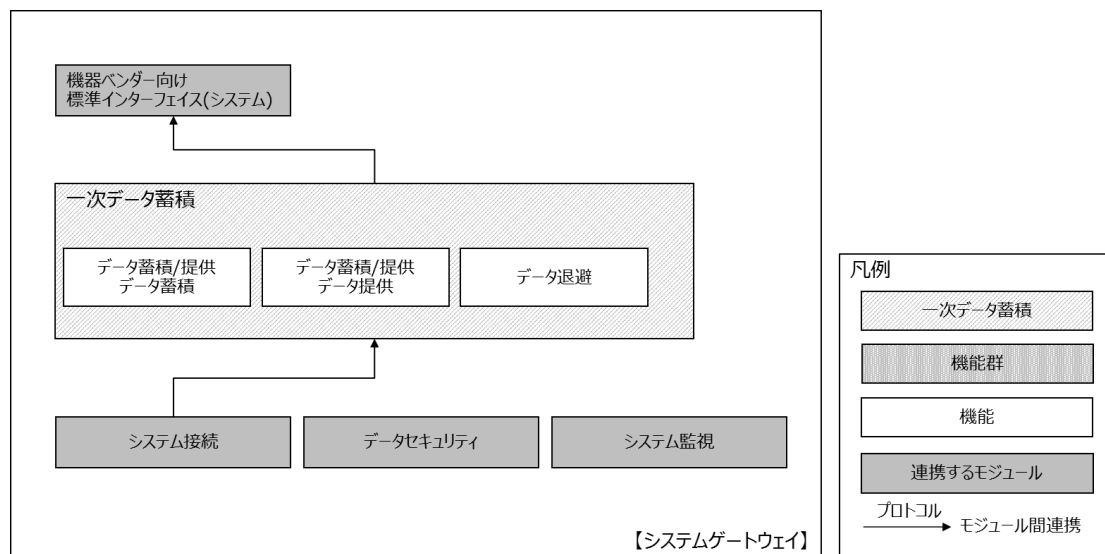 機器ベンダー向け
標準インターフェイス(システム)
一次データ蓄積
データ蓄積/提供
データ蓄積
データ蓄積/提供
データ提供
データ退避
システム接続
データセキュリティ
システム監視
【システムゲートウェイ】
凡例
一次データ蓄積
機能群
機能
連携するモジュール
プロトコル
モジュール間連携